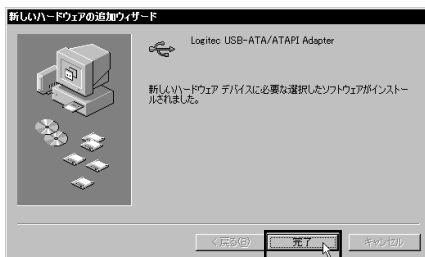 新しいハードウェアの追加ウィザード
Logitec USB-ATA/ATAPI Adapter
新しいハードウェア デバイスに必要な選択したソフトウェアがインストー
ルされました。
< 戻る(B)
完了
キャンセル